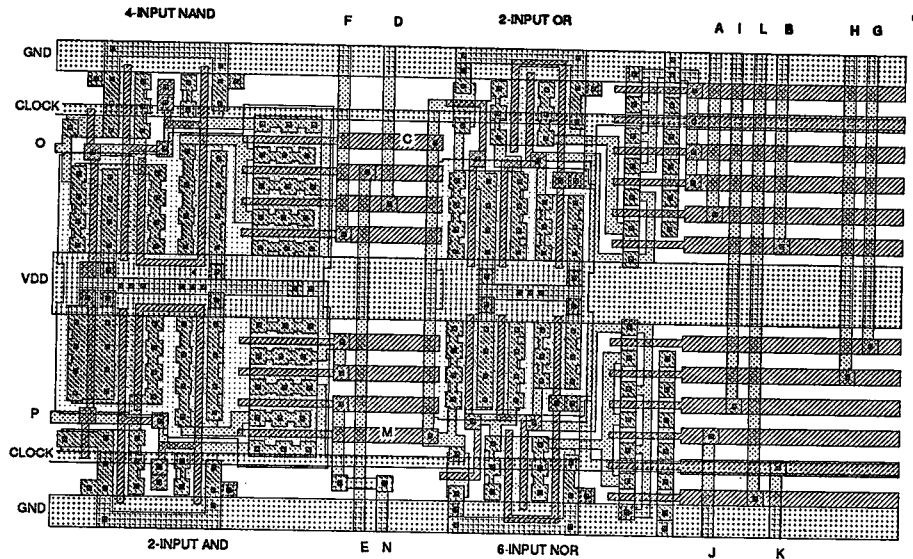 4-INPUT NAND F D 2-INPUT OR A I L B H G
GND
CLOCK
O C
VDD
P M
CLOCK
GND
2-INPUT AND E N 6-INPUT NOR J K